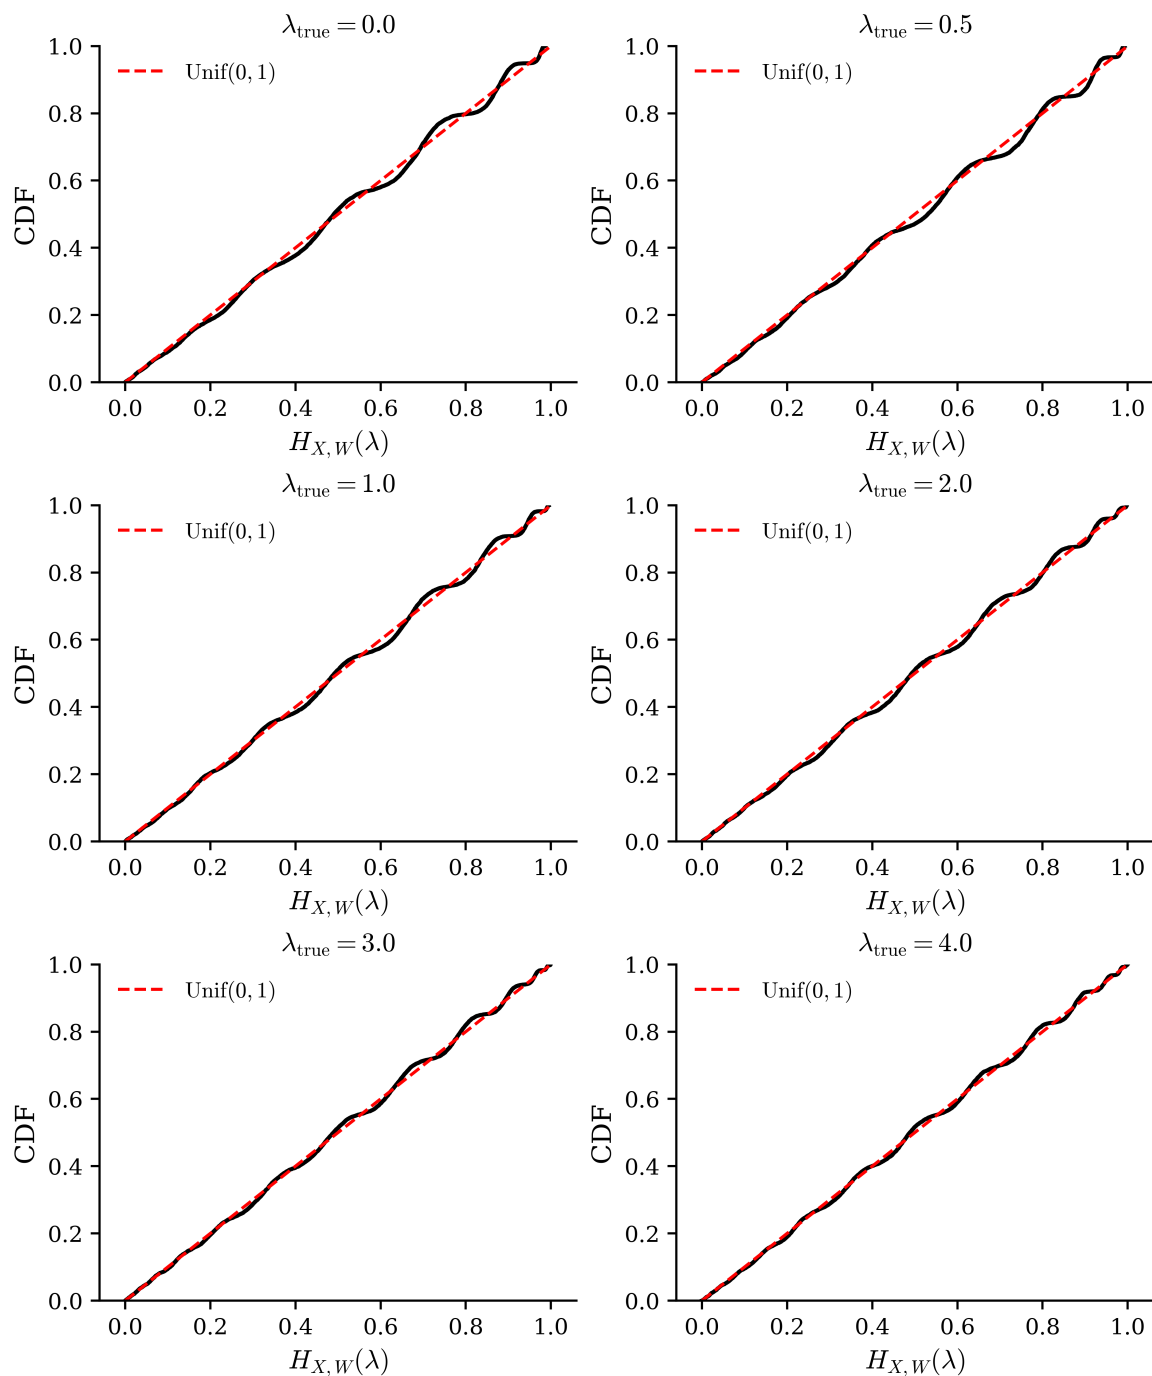 λ_true = 0.0
1.0
Unif(0, 1)
0.8
0.6
CDF
0.4
0.2
0.0
0.0 0.2 0.4 0.6 0.8 1.0
H_{X,W}(λ)
λ_true = 0.5
1.0
Unif(0, 1)
0.8
0.6
CDF
0.4
0.2
0.0
0.0 0.2 0.4 0.6 0.8 1.0
H_{X,W}(λ)
λ_true = 1.0
1.0
Unif(0, 1)
0.8
0.6
CDF
0.4
0.2
0.0
0.0 0.2 0.4 0.6 0.8 1.0
H_{X,W}(λ)
λ_true = 2.0
1.0
Unif(0, 1)
0.8
0.6
CDF
0.4
0.2
0.0
0.0 0.2 0.4 0.6 0.8 1.0
H_{X,W}(λ)
λ_true = 3.0
1.0
Unif(0, 1)
0.8
0.6
CDF
0.4
0.2
0.0
0.0 0.2 0.4 0.6 0.8 1.0
H_{X,W}(λ)
λ_true = 4.0
1.0
Unif(0, 1)
0.8
0.6
CDF
0.4
0.2
0.0
0.0 0.2 0.4 0.6 0.8 1.0
H_{X,W}(λ)